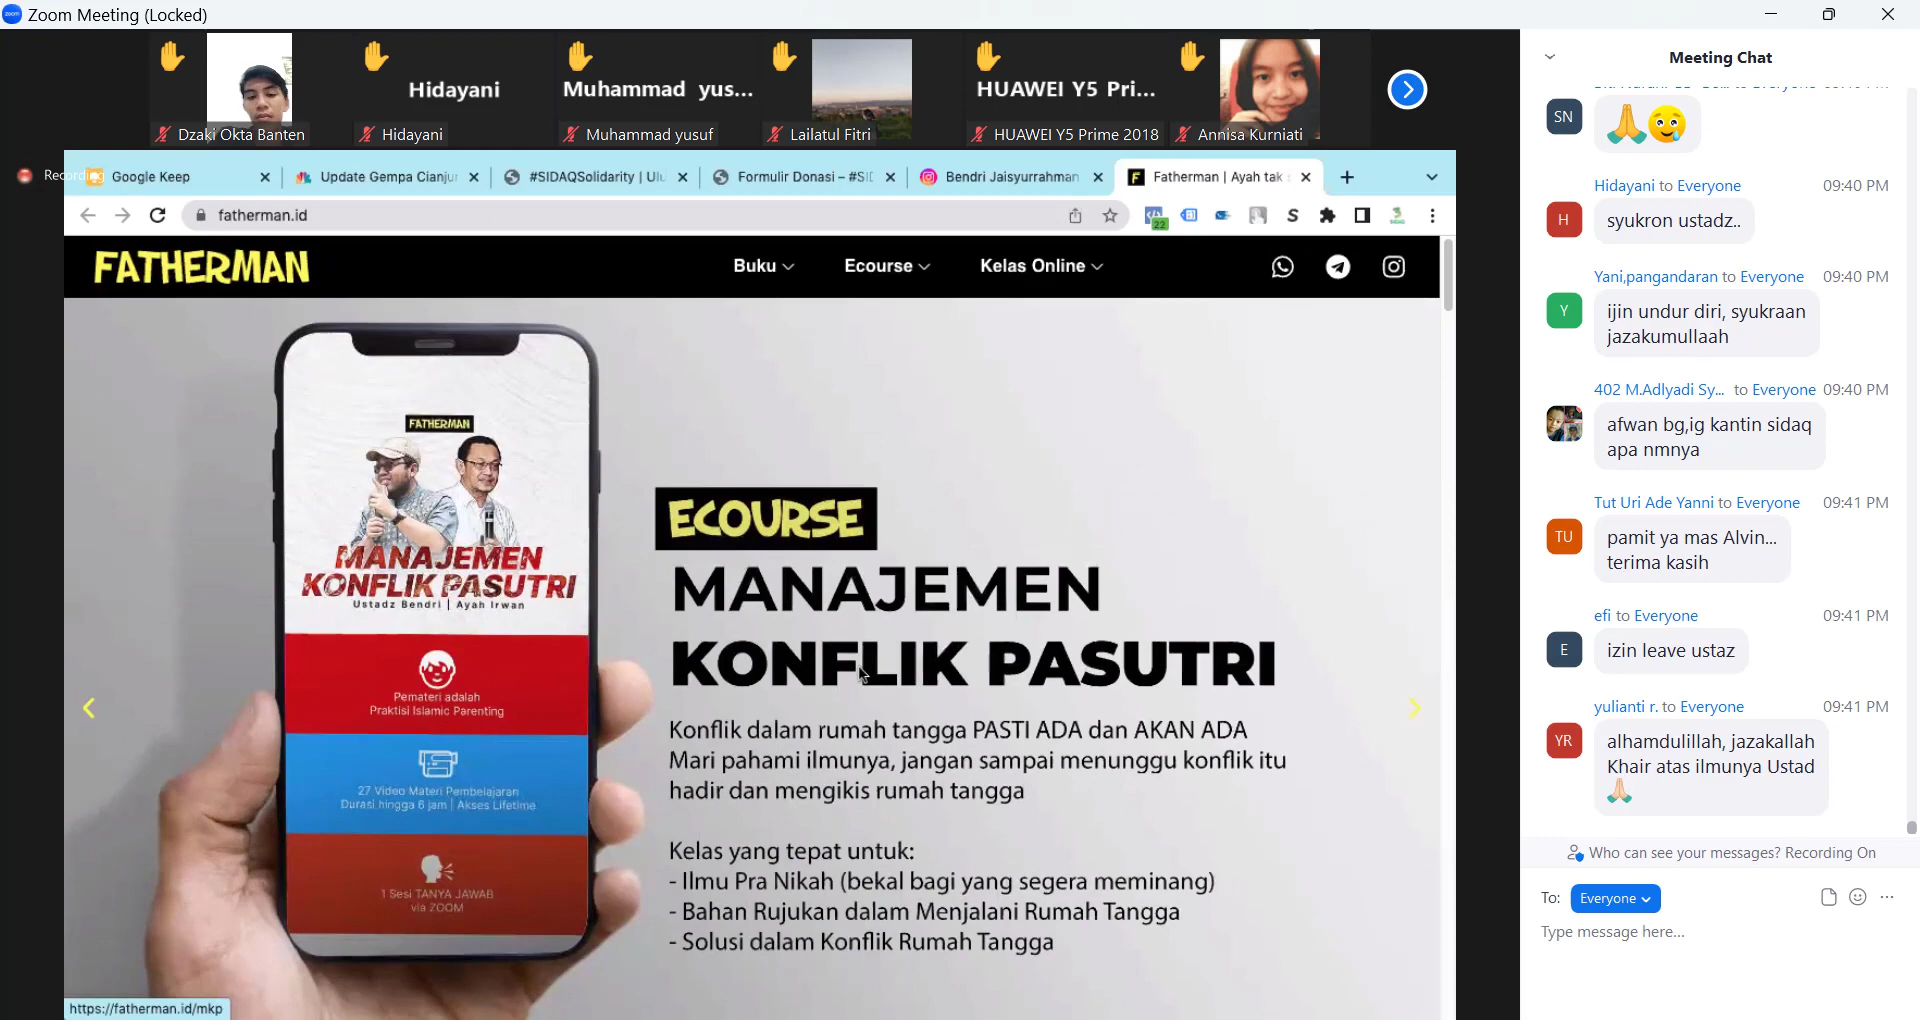 Zoom Meeting (Locked)
Hidayani
Muhammad yus...
HUAWEI Y5 Pri...
Dzaki Okta Banten
Hidayani
Muhammad yusuf
Lailatul Fitri
HUAWEI Y5 Prime 2018
Annisa Kurniati
Recording
Google Keep
Update Gempa Cianjur
#SIDAQSolidarity | Ulu
Formulir Donasi – #SID
Bendri Jaisyurrahman
Fatherman | Ayah tak
fatherman.id
22
FATHERMAN
Buku
Ecourse
Kelas Online
FATHERMAN
MANAJEMEN
KONFLIK PASUTRI
Ustadz Bendri | Ayah Irwan
Pemateri adalah
Praktisi Islamic Parenting
27 Video Materi Pembelajaran
Durasi hingga 6 jam | Akses Lifetime
1 Sesi TANYA JAWAB
via ZOOM
ECOURSE
MANAJEMEN
KONFLIK PASUTRI
Konflik dalam rumah tangga PASTI ADA dan AKAN ADA
Mari pahami ilmunya, jangan sampai menunggu konflik itu
hadir dan mengikis rumah tangga
Kelas yang tepat untuk:
- Ilmu Pra Nikah (bekal bagi yang segera meminang)
- Bahan Rujukan dalam Menjalani Rumah Tangga
- Solusi dalam Konflik Rumah Tangga
https://fatherman.id/mkp
Meeting Chat
SN
Hidayani to Everyone 09:40 PM
H
syukron ustadz..
Yani,pangandaran to Everyone 09:40 PM
Y
ijin undur diri, syukraan
jazakumullaah
402 M.Adlyadi Sy... to Everyone 09:40 PM
afwan bg,ig kantin sidaq
apa nmnya
Tut Uri Ade Yanni to Everyone 09:41 PM
TU
pamit ya mas Alvin...
terima kasih
efi to Everyone 09:41 PM
E
izin leave ustaz
yulianti r. to Everyone 09:41 PM
YR
alhamdulillah, jazakallah
Khair atas ilmunya Ustad
Who can see your messages? Recording On
To: Everyone
Type message here...